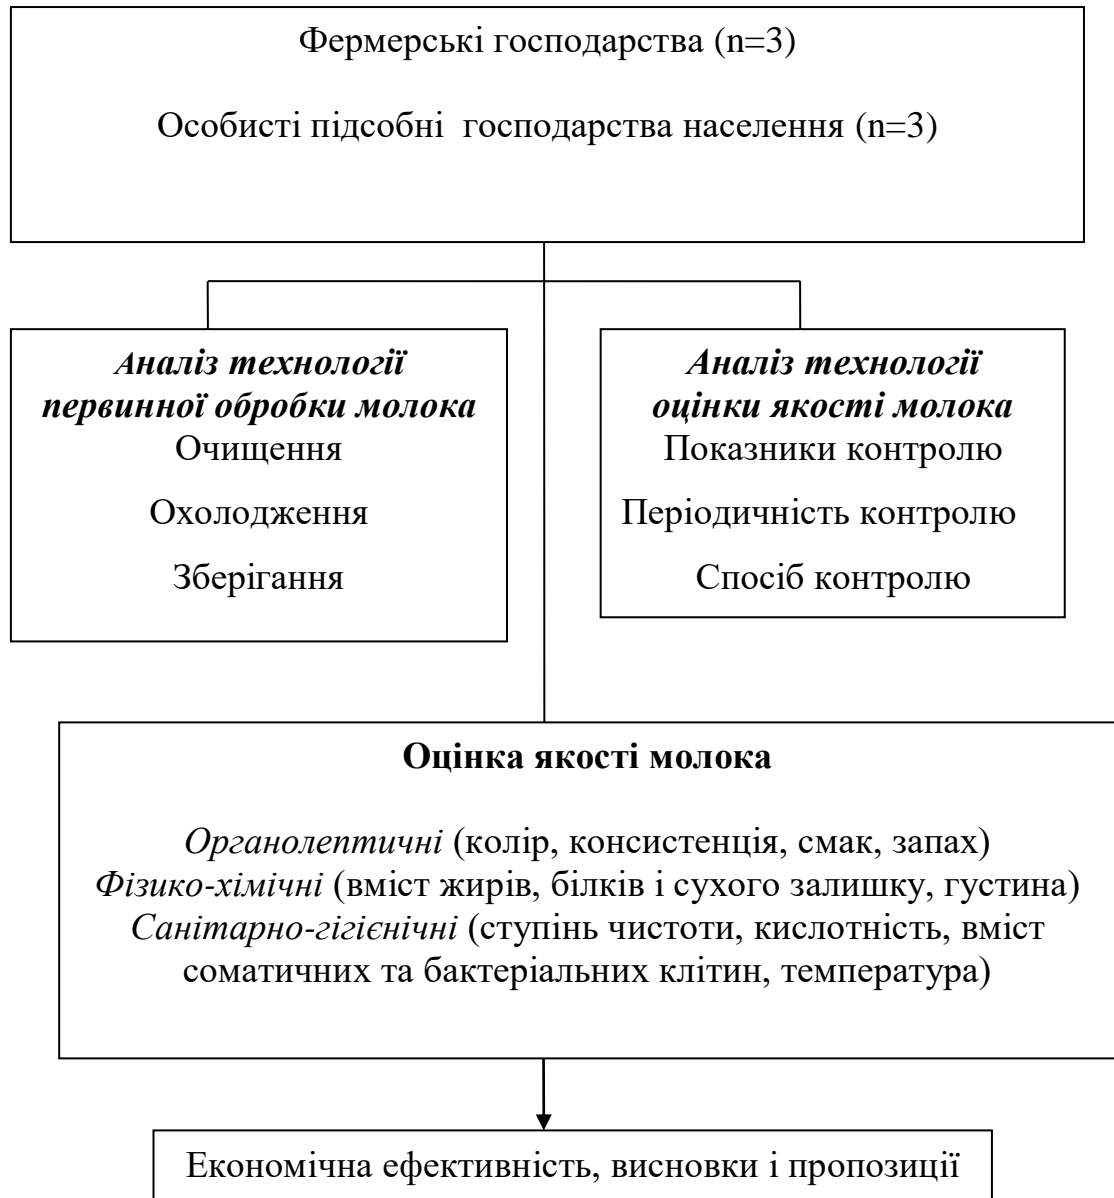 Фермерські господарства (n=3)
Особисті підсобні господарства населення (n=3)
Аналіз технології
первинної обробки молока
Очищення
Охолодження
Зберігання
Аналіз технології
оцінки якості молока
Показники контролю
Періодичність контролю
Спосіб контролю
Оцінка якості молока
Органолептичні (колір, консистенція, смак, запах)
Фізико-хімічні (вміст жирів, білків і сухого залишку, густина)
Санітарно-гігієнічні (ступінь чистоти, кислотність, вміст
соматичних та бактеріальних клітин, температура)
Економічна ефективність, висновки і пропозиції